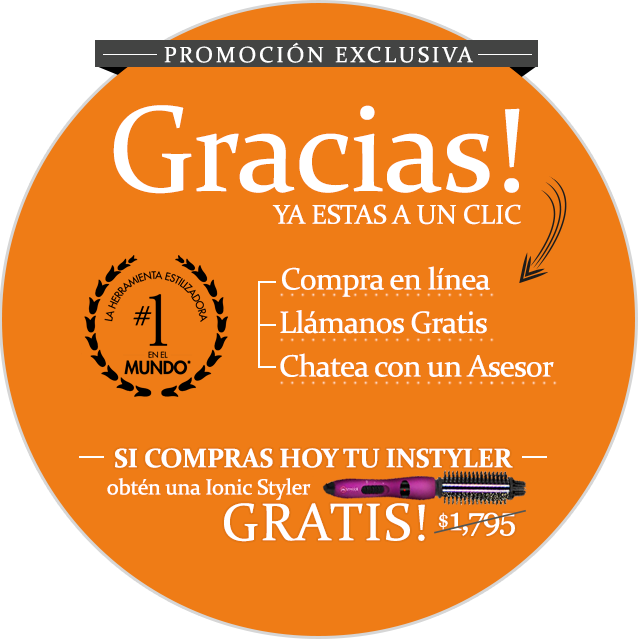 PROMOCIÓN EXCLUSIVA
Gracias!
YA ESTAS A UN CLIC
LA HERRAMIENTA ESTILIZADORA
#1
EN EL
MUNDO*
Compra en línea
Llámanos Gratis
Chatea con un Asesor
SI COMPRAS HOY TU INSTYLER
obtén una Ionic Styler
GRATIS! $1,795